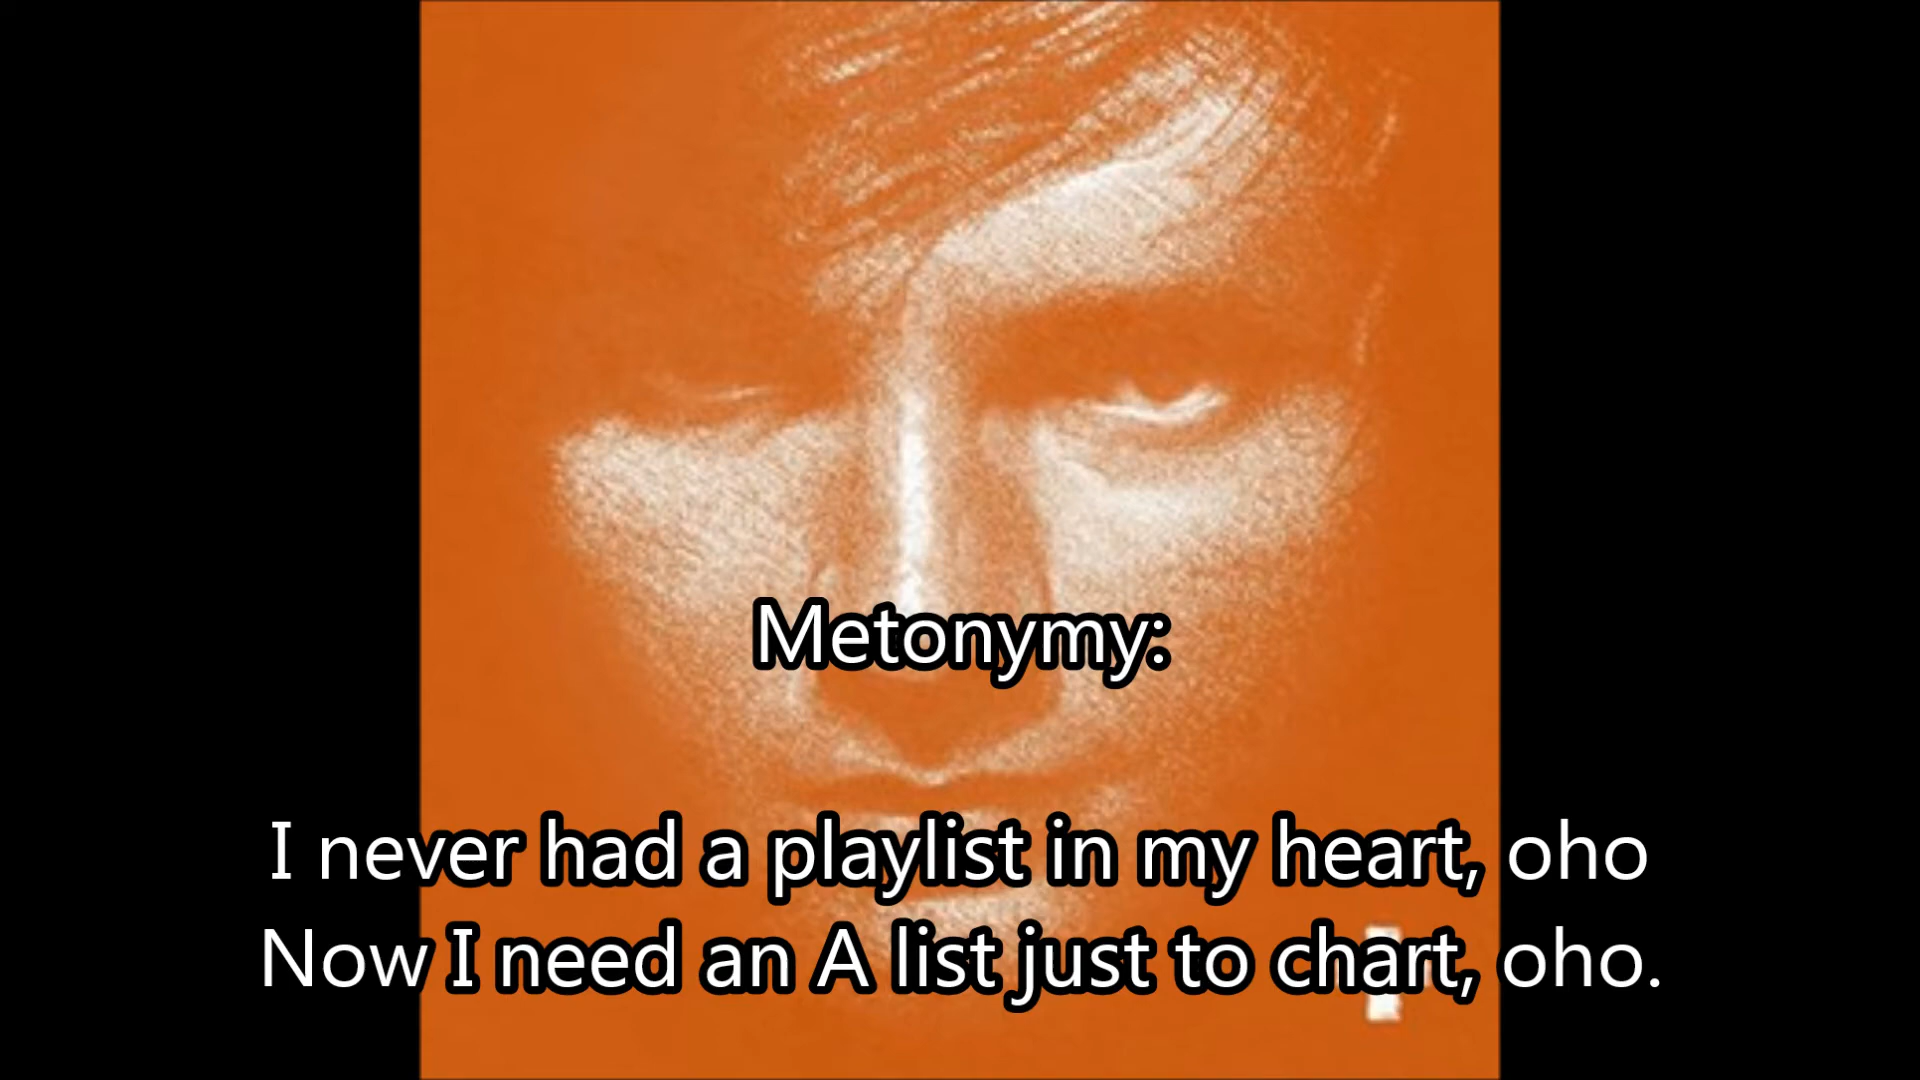 Metonymy:
I never had a playlist in my heart, oho
Now I need an A list just to chart, oho.